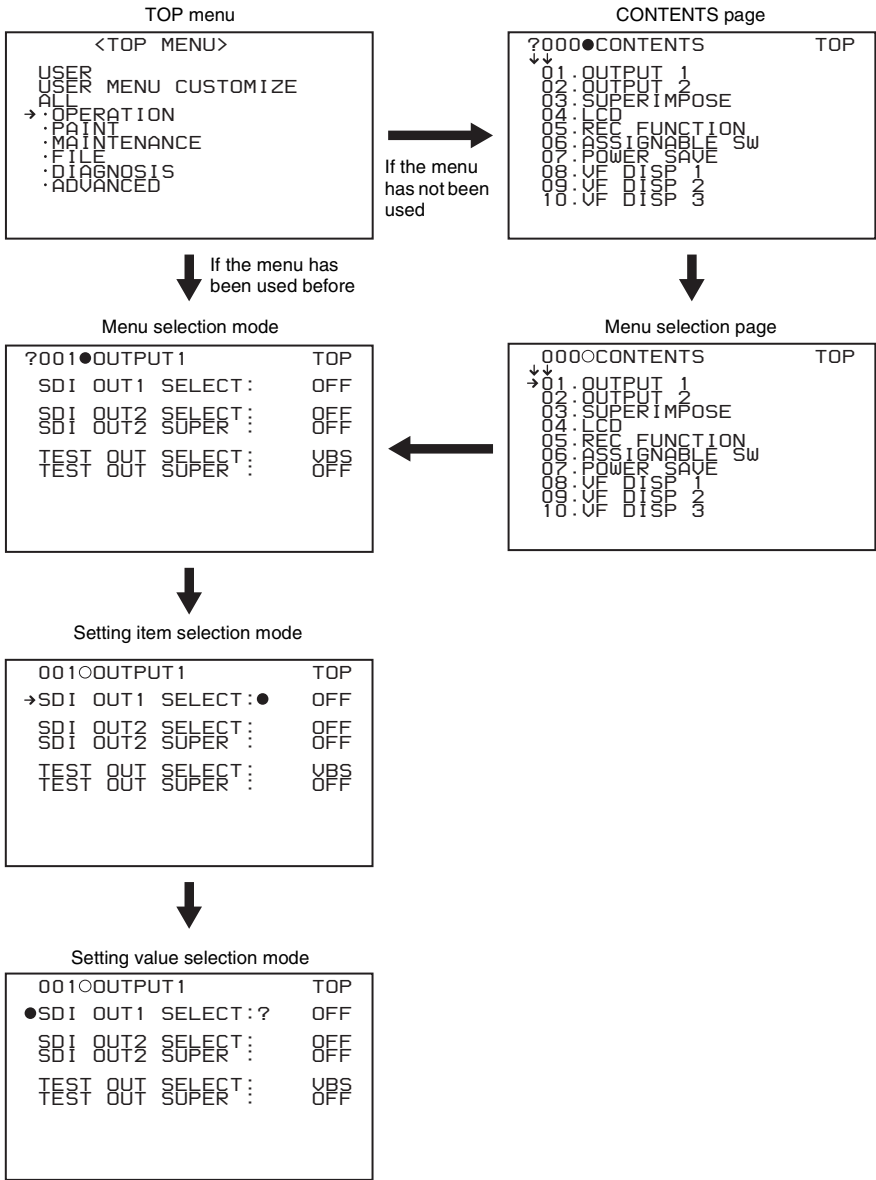 TOP menu
<TOP MENU>
USER
USER MENU CUSTOMIZE
ALL
→·OPERATION
·PAINT
·MAINTENANCE
·FILE
·DIAGNOSIS
·ADVANCED
If the menu
has not been
used
CONTENTS page
?000●CONTENTS TOP
↓↓
01.OUTPUT 1
02.OUTPUT 2
03.SUPERIMPOSE
04.LCD
05.REC FUNCTION
06.ASSIGNABLE SW
07.POWER SAVE
08.VF DISP 1
09.VF DISP 2
10.VF DISP 3
If the menu has
been used before
Menu selection mode
?001●OUTPUT1 TOP
SDI OUT1 SELECT: OFF
SDI OUT2 SELECT: OFF
SDI OUT2 SUPER : OFF
TEST OUT SELECT: VBS
TEST OUT SUPER : OFF
Menu selection page
000○CONTENTS TOP
↓↓
→01.OUTPUT 1
02.OUTPUT 2
03.SUPERIMPOSE
04.LCD
05.REC FUNCTION
06.ASSIGNABLE SW
07.POWER SAVE
08.VF DISP 1
09.VF DISP 2
10.VF DISP 3
Setting item selection mode
001○OUTPUT1 TOP
→SDI OUT1 SELECT:● OFF
SDI OUT2 SELECT: OFF
SDI OUT2 SUPER : OFF
TEST OUT SELECT: VBS
TEST OUT SUPER : OFF
Setting value selection mode
001○OUTPUT1 TOP
●SDI OUT1 SELECT:? OFF
SDI OUT2 SELECT: OFF
SDI OUT2 SUPER : OFF
TEST OUT SELECT: VBS
TEST OUT SUPER : OFF